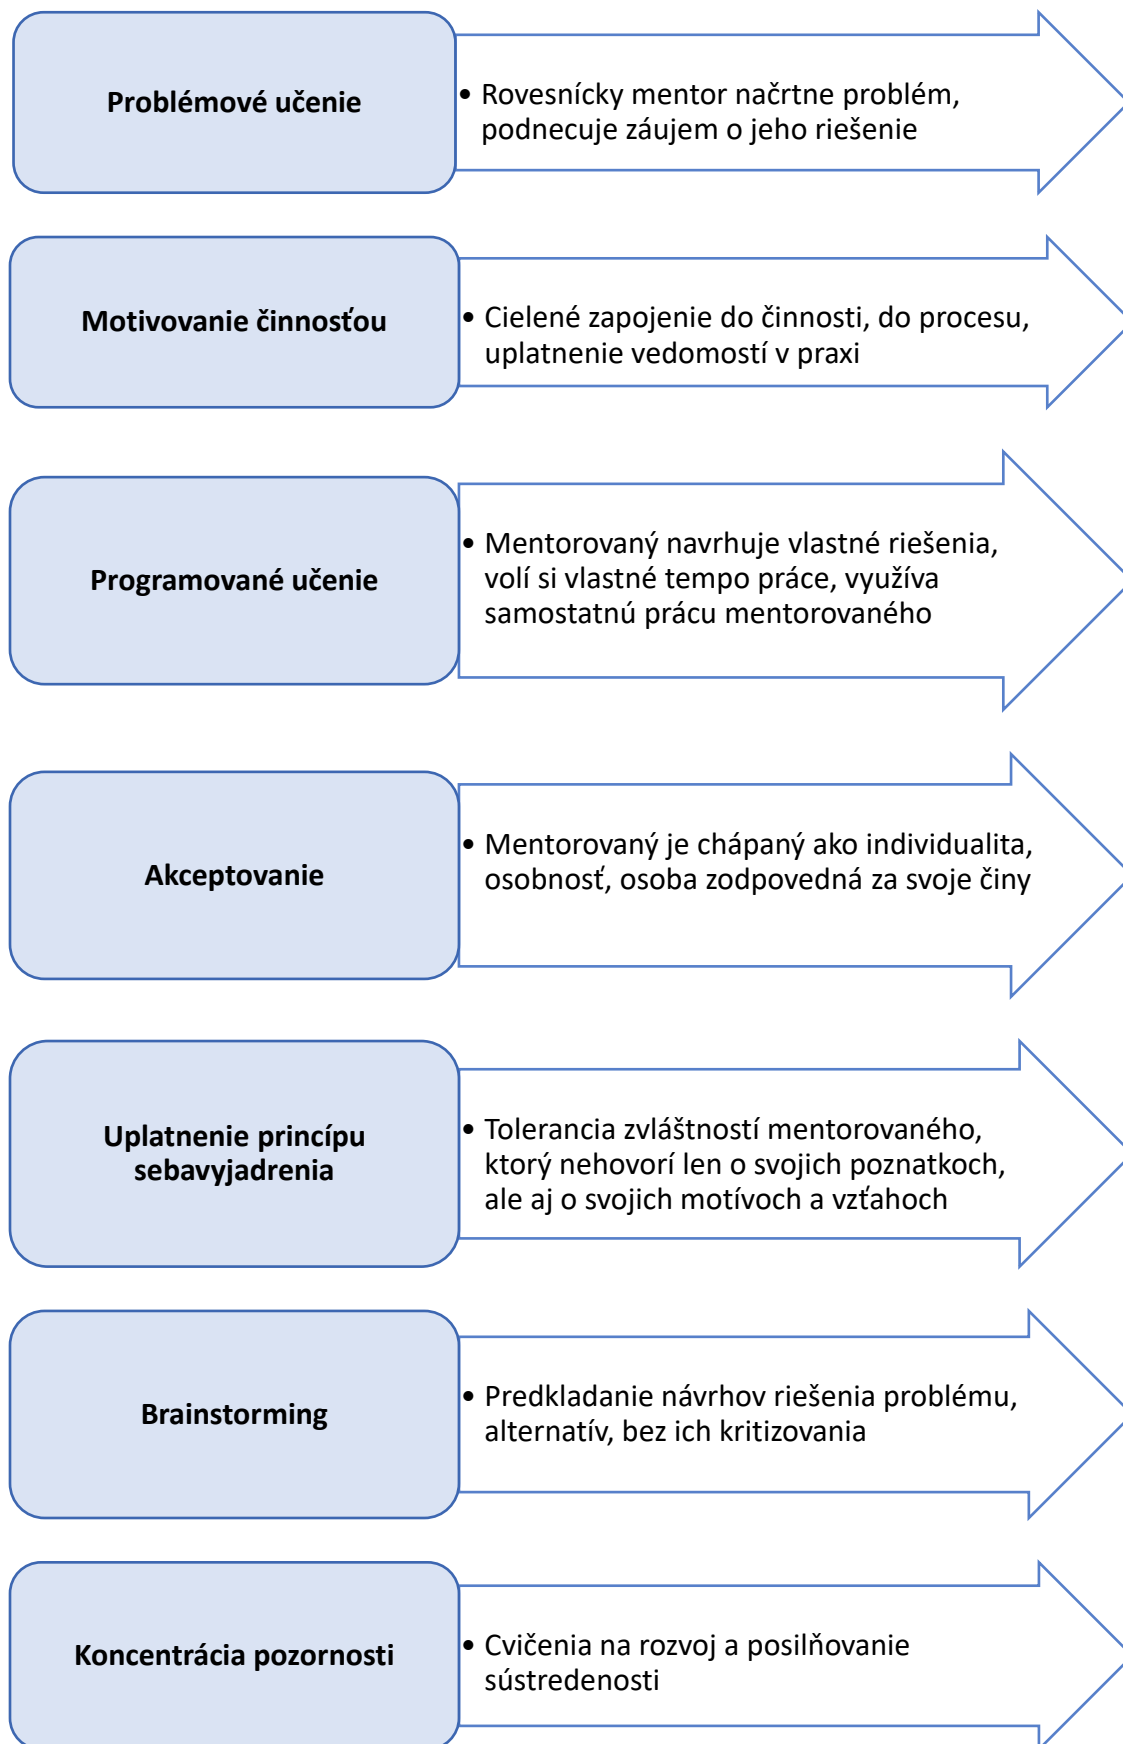 Problémové učenie
• Rovesnícky mentor načrtne problém,
podnecuje záujem o jeho riešenie
Motivovanie činnosťou
• Cielené zapojenie do činnosti, do procesu,
uplatnenie vedomostí v praxi
Programované učenie
• Mentorovaný navrhuje vlastné riešenia,
volí si vlastné tempo práce, využíva
samostatnú prácu mentorovaného
Akceptovanie
• Mentorovaný je chápaný ako individualita,
osobnosť, osoba zodpovedná za svoje činy
Uplatnenie princípu
sebavyjadrenia
• Tolerancia zvláštností mentorovaného,
ktorý nehovorí len o svojich poznatkoch,
ale aj o svojich motívoch a vzťahoch
Brainstorming
• Predkladanie návrhov riešenia problému,
alternatív, bez ich kritizovania
Koncentrácia pozornosti
• Cvičenia na rozvoj a posilňovanie
sústredenosti